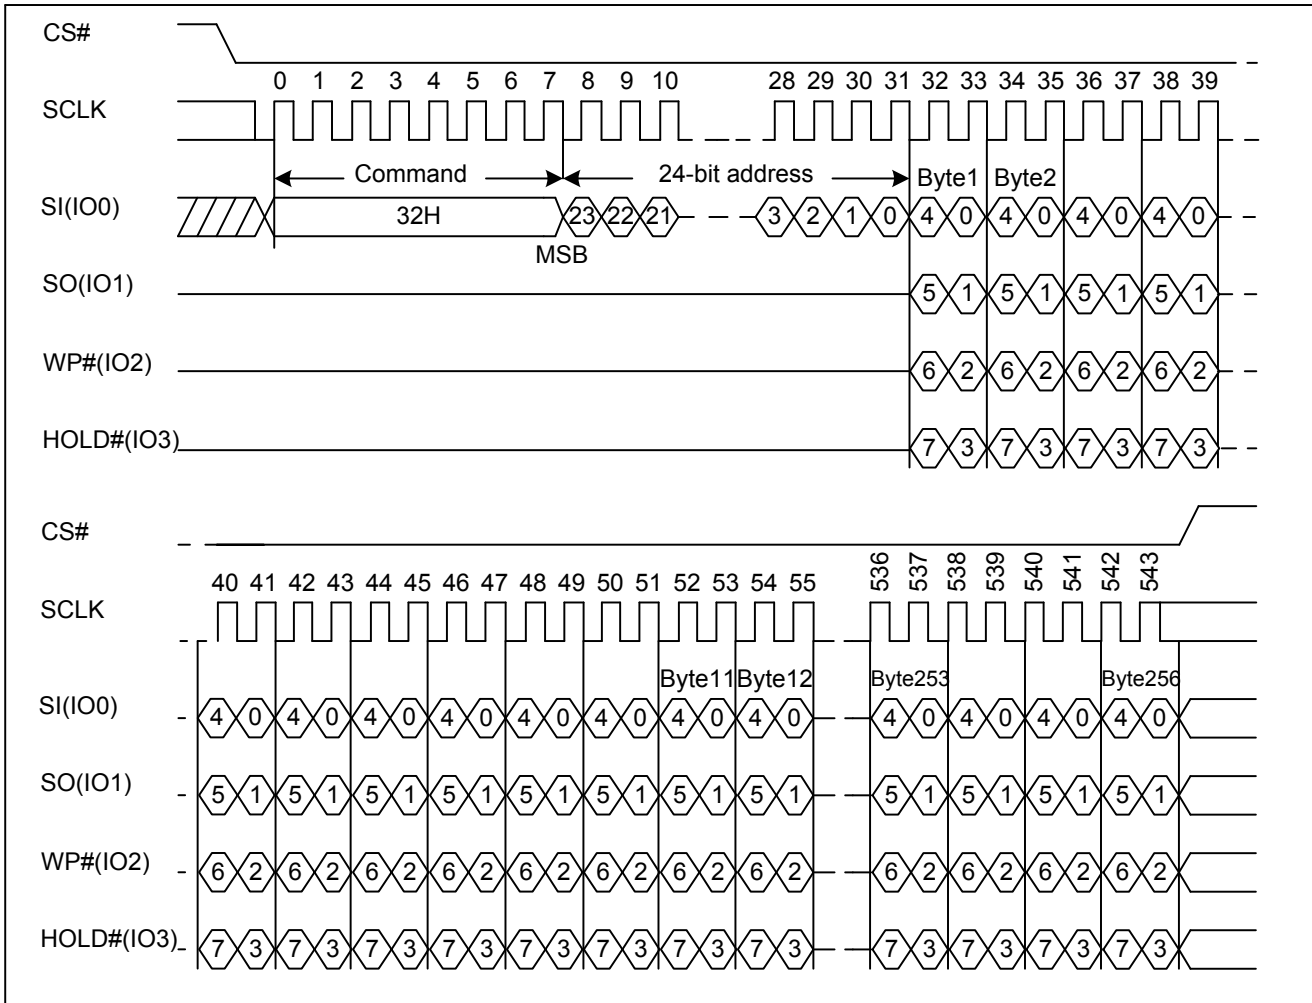 CS#
0 1 2 3 4 5 6 7 8 9 10 28 29 30 31 32 33 34 35 36 37 38 39
SCLK
Command 24-bit address Byte1 Byte2
SI(IO0) 32H 23 22 21 3 2 1 0 4 0 4 0 4 0 4 0
MSB
SO(IO1) 5 1 5 1 5 1 5 1
WP#(IO2) 6 2 6 2 6 2 6 2
HOLD#(IO3) 7 3 7 3 7 3 7 3
CS#
40 41 42 43 44 45 46 47 48 49 50 51 52 53 54 55 536 537 538 539 540 541 542 543
SCLK
Byte11 Byte12 Byte253 Byte256
SI(IO0) 4 0 4 0 4 0 4 0 4 0 4 0 4 0 4 0 4 0 4 0 4 0 4 0
SO(IO1) 5 1 5 1 5 1 5 1 5 1 5 1 5 1 5 1 5 1 5 1 5 1 5 1
WP#(IO2) 6 2 6 2 6 2 6 2 6 2 6 2 6 2 6 2 6 2 6 2 6 2 6 2
HOLD#(IO3) 7 3 7 3 7 3 7 3 7 3 7 3 7 3 7 3 7 3 7 3 7 3 7 3